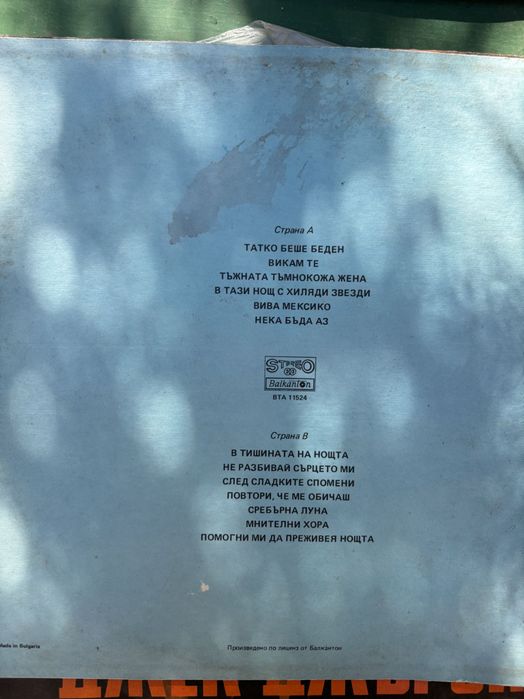 Страна А
ТАТКО БЕШЕ БЕДЕН
ВИКАМ ТЕ
ТЪЖНАТА ТЪМНОКОЖА ЖЕНА
В ТАЗИ НОЩ С ХИЛЯДИ ЗВЕЗДИ
ВИВА МЕКСИКО
НЕКА БЪДА АЗ
STEREO
Balkanton
ВТА 11524
Страна В
В ТИШИНАТА НА НОЩТА
НЕ РАЗБИВАЙ СЪРЦЕТО МИ
СЛЕД СЛАДКИТЕ СПОМЕНИ
ПОВТОРИ, ЧЕ МЕ ОБИЧАШ
СРЕБЪРНА ЛУНА
МНИТЕЛНИ ХОРА
ПОМОГНИ МИ ДА ПРЕЖИВЕЯ НОЩТА
Made in Bulgaria
Произведено по лиценз от Балкантон